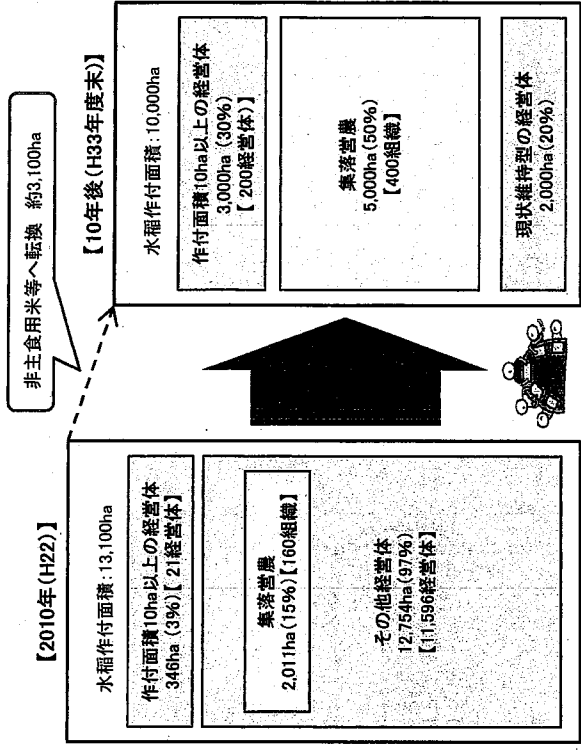 【2010年(H22)】
水稲作付面積:13,100ha
作付面積10ha以上の経営体
346ha (3%)【 21経営体】
集落営農
2,011ha(15%)【160組織】
その他経営体
12,754ha(97%)
【11,596経営体】
非主食用米等へ転換 約3,100ha
【10年後(H33年度末)】
水稲作付面積:10,000ha
作付面積10ha以上の経営体
3,000ha (30%)
【 200経営体)】
集落営農
5,000ha(50%)
【400組織】
現状維持型の経営体
2,000ha(20%)